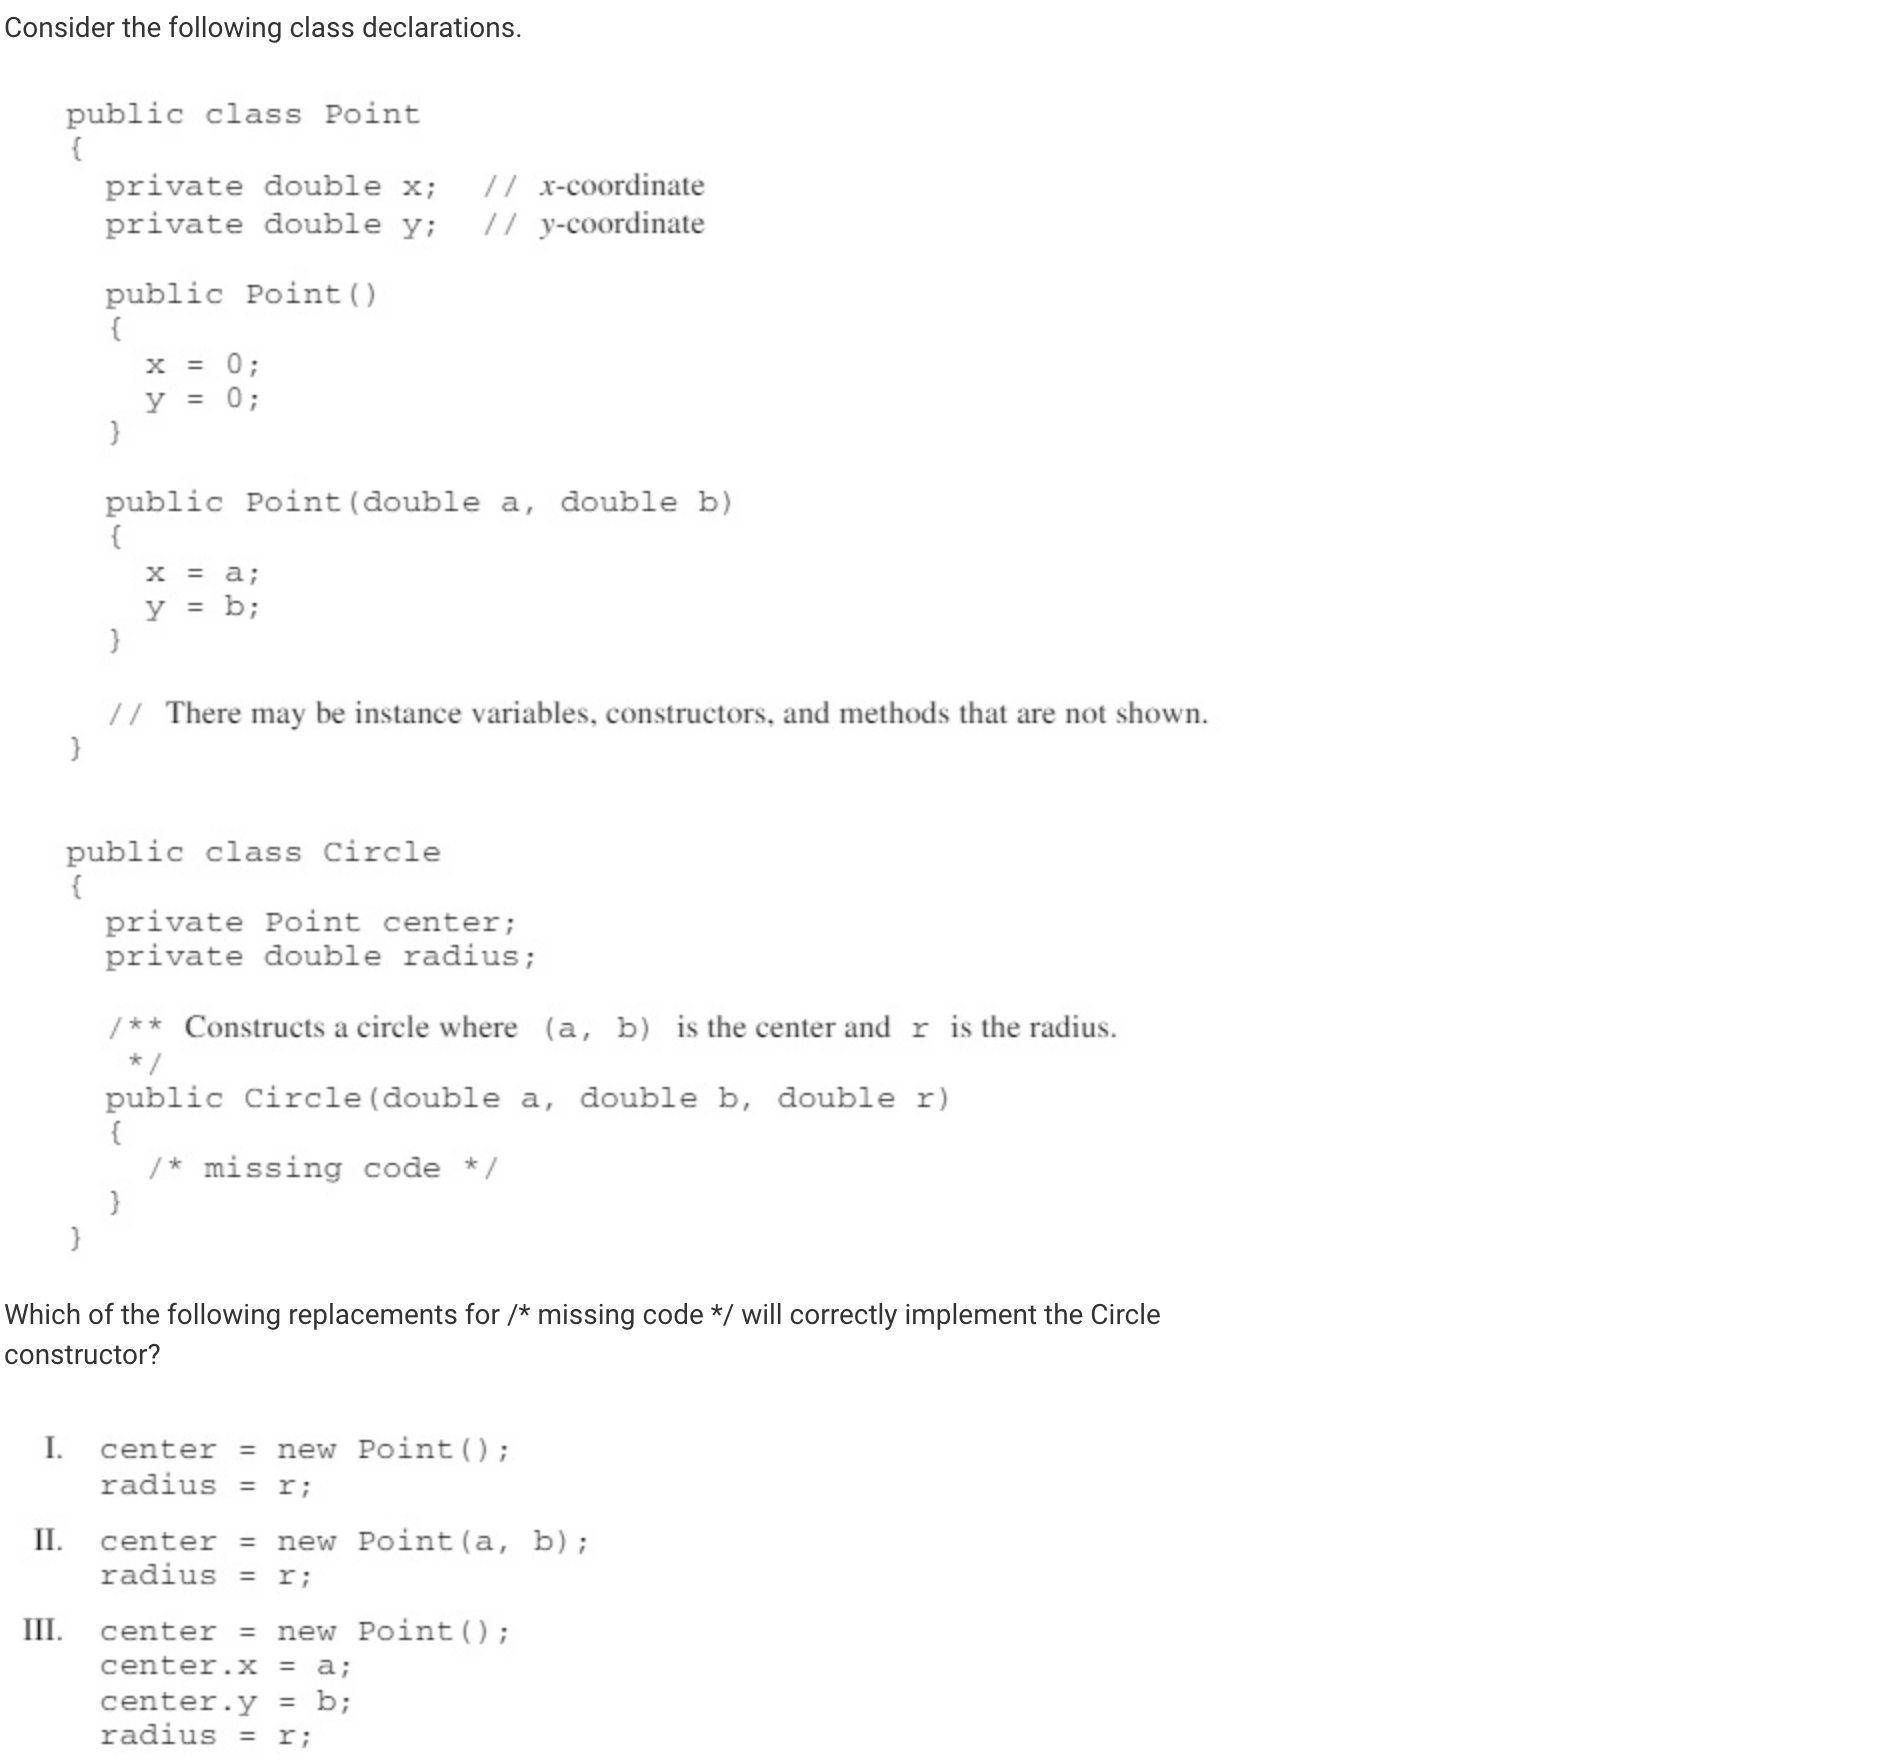 Consider the following class declarations.
public class Point
{
private double x; // x-coordinate
private double y; // y-coordinate
public Point()
{
x = 0;
y = 0;
}
public Point(double a, double b)
{
x = a;
y = b;
}
// There may be instance variables, constructors, and methods that are not shown.
}
public class Circle
{
private Point center;
private double radius;
/** Constructs a circle where (a, b) is the center and r is the radius.
*/
public Circle(double a, double b, double r)
{
/* missing code */
}
}
Which of the following replacements for /* missing code */ will correctly implement the Circle
constructor?
I. center = new Point();
radius = r;
II. center = new Point(a, b);
radius = r;
III. center = new Point();
center.x = a;
center.y = b;
radius = r;